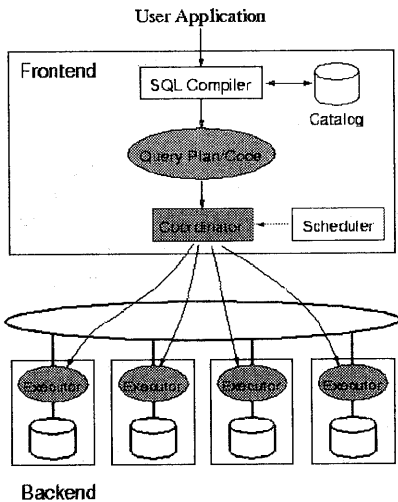 User Application
Frontend
SQL Compiler
Catalog
Query Plan/Code
Coordinator
Scheduler
Executor
Executor
Executor
Executor
Backend